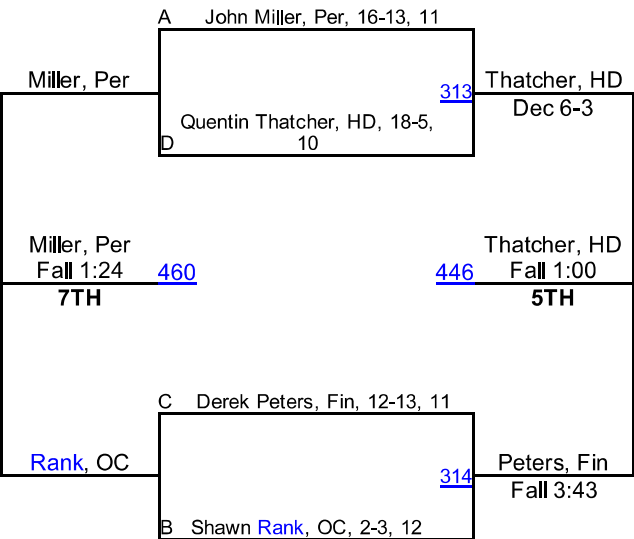 A John Miller, Per, 16-13, 11
Miller, Per
313
Thatcher, HD
Dec 6-3
Quentin Thatcher, HD, 18-5,
D 10
Miller, Per
Fall 1:24
7TH
460
446
Thatcher, HD
Fall 1:00
5TH
C Derek Peters, Fin, 12-13, 11
Rank, OC
314
Peters, Fin
Fall 3:43
B Shawn Rank, OC, 2-3, 12